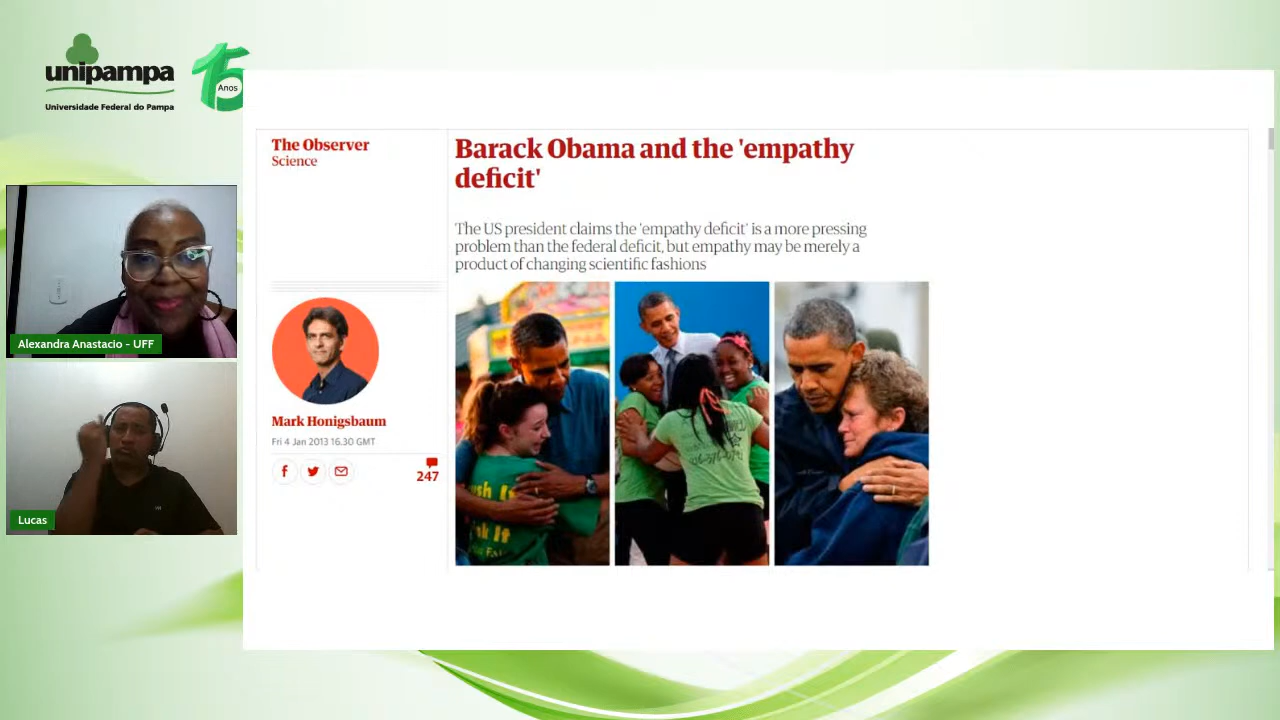 unipampa
Universidade Federal do Pampa
15
Anos
Alexandra Anastacio - UFF
Lucas
The Observer
Science
Mark Honigsbaum
Fri 4 Jan 2013 16.30 GMT
247
Barack Obama and the 'empathy
deficit'
The US president claims the 'empathy deficit' is a more pressing
problem than the federal deficit, but empathy may be merely a
product of changing scientific fashions